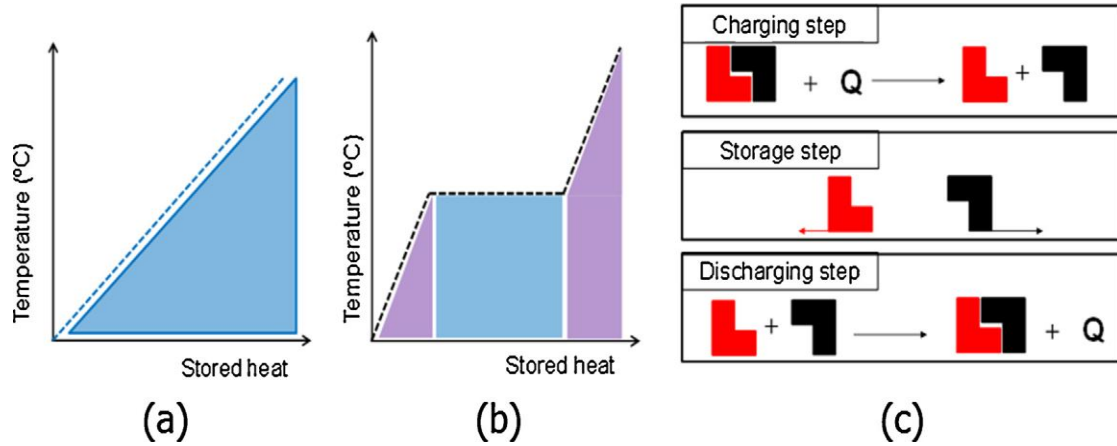 Temperature (ºC)
Stored heat
(a)
Temperature (ºC)
Stored heat
(b)
Charging step
+ Q
+
Storage step
Discharging step
+
+ Q
(c)